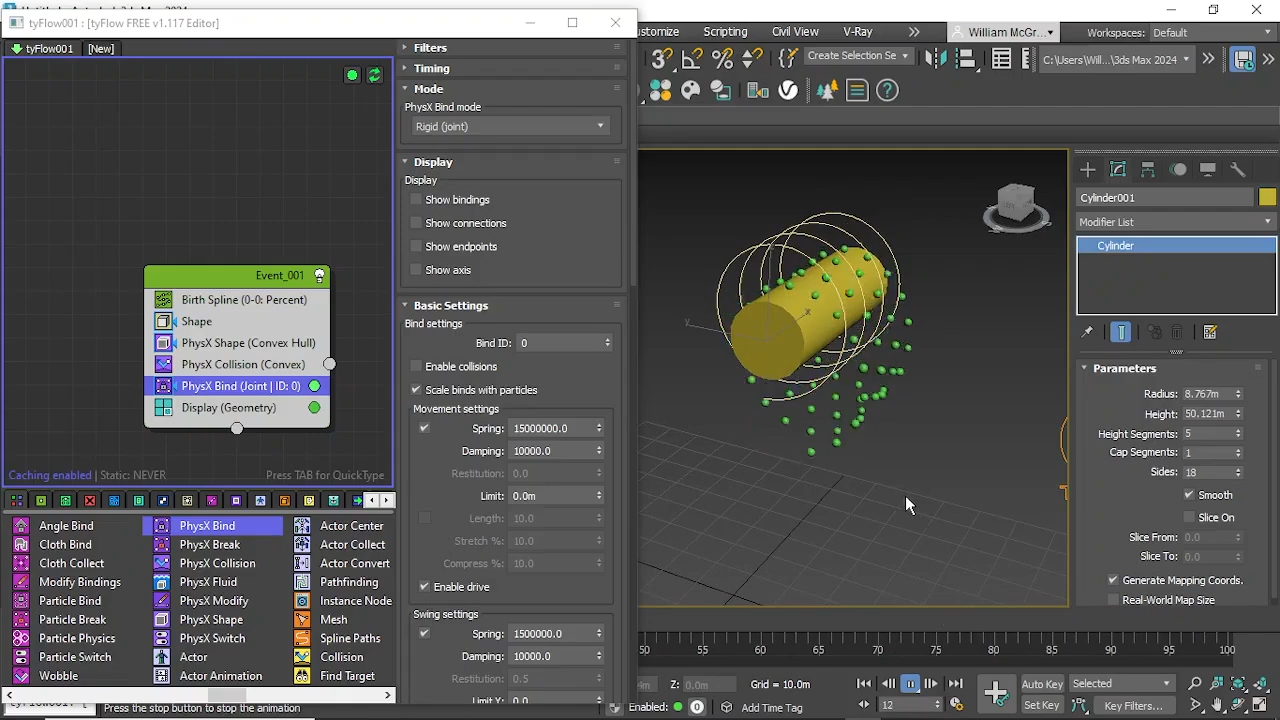 tyFlow001 : [tyFlow FREE v1.117 Editor]
tyFlow001
[New]
Event_001
Birth Spline (0-0: Percent)
Shape
PhysX Shape (Convex Hull)
PhysX Collision (Convex)
PhysX Bind (Joint | ID: 0)
Display (Geometry)
Caching enabled | Static: NEVER
Press TAB for QuickType
Angle Bind
Cloth Bind
Cloth Collect
Modify Bindings
Particle Bind
Particle Break
Particle Physics
Particle Switch
Wobble
PhysX Bind
PhysX Break
PhysX Collision
PhysX Fluid
PhysX Modify
PhysX Shape
PhysX Switch
Actor
Actor Animation
Actor Center
Actor Collect
Actor Convert
Pathfinding
Instance Node
Mesh
Spline Paths
Collision
Find Target
Filters
Timing
Mode
PhysX Bind mode
Rigid (joint)
Display
Display
Show bindings
Show connections
Show endpoints
Show axis
Basic Settings
Bind settings
Bind ID: 0
Enable collisions
Scale binds with particles
Movement settings
Spring: 15000000.0
Damping: 10000.0
Restitution: 0.0
Limit: 0.0m
Length: 10.0
Stretch %: 10.0
Compress %: 10.0
Enable drive
Swing settings
Spring: 1500000.0
Damping: 10000.0
Restitution: 0.5
Limit Y: 0.0
ustomize Scripting Civil View V-Ray
William McGr...
Workspaces: Default
Create Selection Se
C:\Users\Will...\3ds Max 2024
y
x
Cylinder001
Modifier List
Cylinder
Parameters
Radius: 8.767m
Height: 50.121m
Height Segments: 5
Cap Segments: 1
Sides: 18
Smooth
Slice On
Slice From: 0.0
Slice To: 0.0
Generate Mapping Coords.
Real-World Map Size
50 55 60 65 70 75 80 85 90 95 100
Z: 0.0m
Grid = 10.0m
Auto Key
Selected
Press the stop button to stop the animation
Enabled:
0
Add Time Tag
12
Set Key
Key Filters...